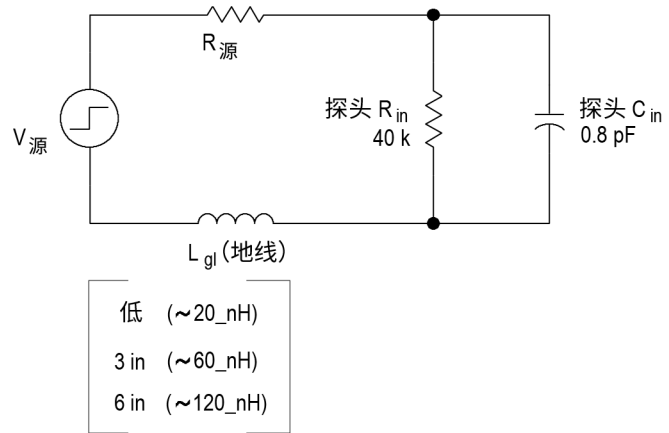 R源
V源
探头 Rin
40 k
探头 Cin
0.8 pF
Lgl (地线)
低 (~20_nH)
3 in (~60_nH)
6 in (~120_nH)